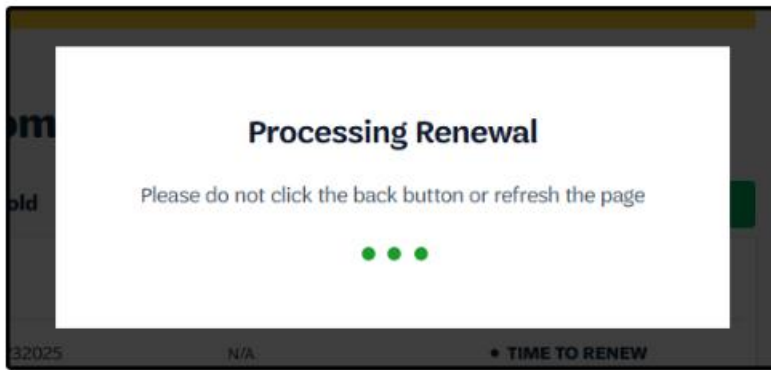 Processing Renewal
Please do not click the back button or refresh the page
N/A
• TIME TO RENEW